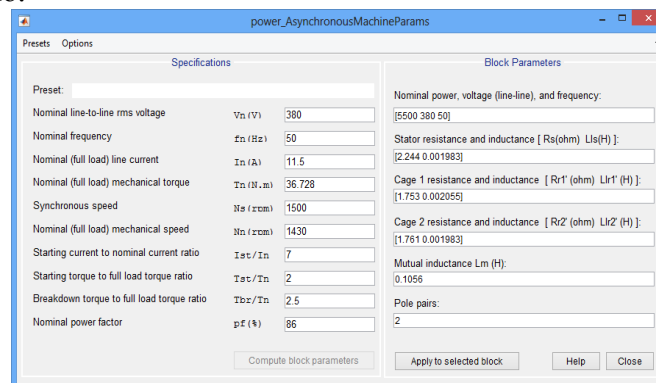 power_AsynchronousMachineParams
Presets Options
Specifications
Preset:
Nominal line-to-line rms voltage Vn(V) 380
Nominal frequency fn(Hz) 50
Nominal (full load) line current In(A) 11.5
Nominal (full load) mechanical torque Tn(N.m) 36.728
Synchronous speed Ns(rpm) 1500
Nominal (full load) mechanical speed Nn(rpm) 1430
Starting current to nominal current ratio Ist/In 7
Starting torque to full load torque ratio Tst/Tn 2
Breakdown torque to full load torque ratio Tbr/Tn 2.5
Nominal power factor pf(%) 86
Compute block parameters
Block Parameters
Nominal power, voltage (line-line), and frequency:
[5500 380 50]
Stator resistance and inductance [ Rs(ohm) Lls(H) ]:
[2.244 0.001983]
Cage 1 resistance and inductance [ Rr1' (ohm) Llr1' (H) ]:
[1.753 0.002055]
Cage 2 resistance and inductance [ Rr2' (ohm) Llr2' (H) ]:
[1.761 0.001983]
Mutual inductance Lm (H):
0.1056
Pole pairs:
2
Apply to selected block Help Close